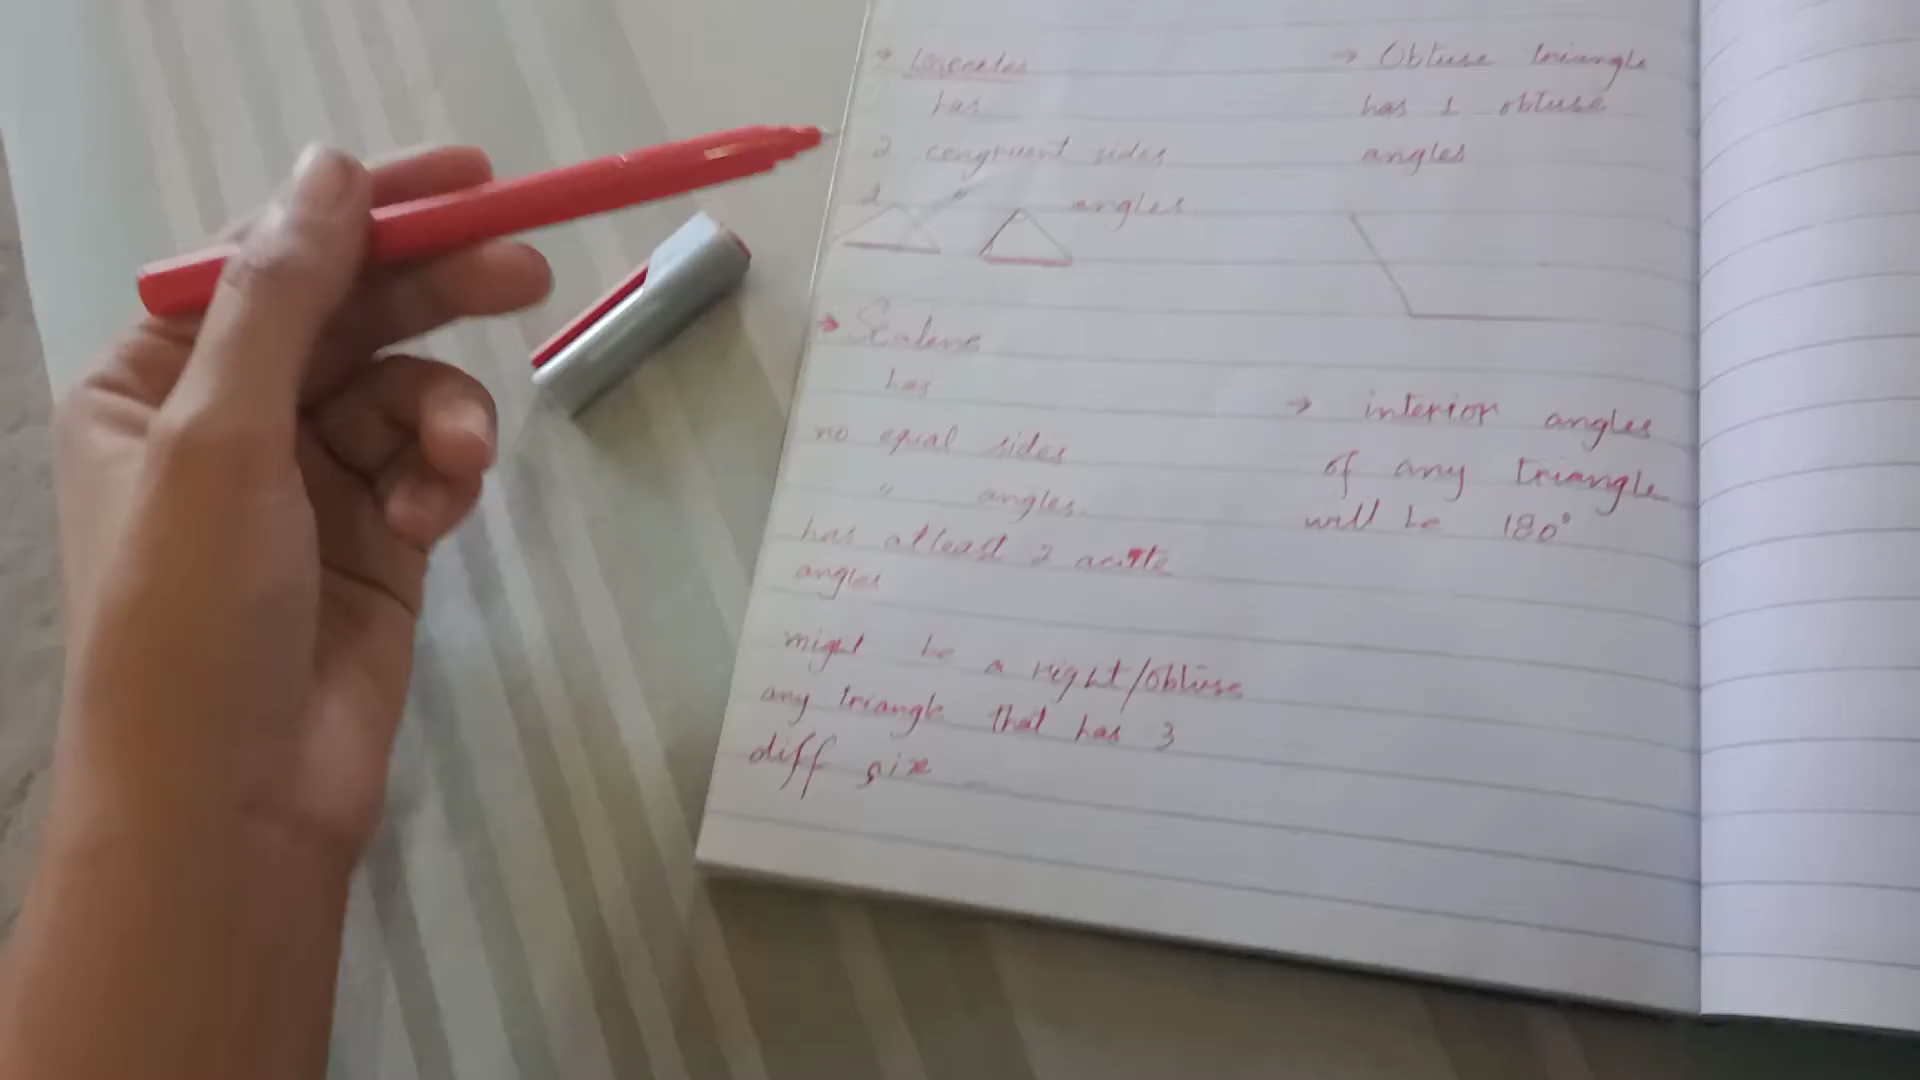 → Isosceles
has
2 congruent sides
2 " angles
→ Scalene
has
no equal sides
" angles
has atleast 2 acute
angles
might be a right/obtuse
any triangle that has 3
diff size
→ Obtuse triangle
has 1 obtuse
angles
→ interior angles
of any triangle
will be 180°